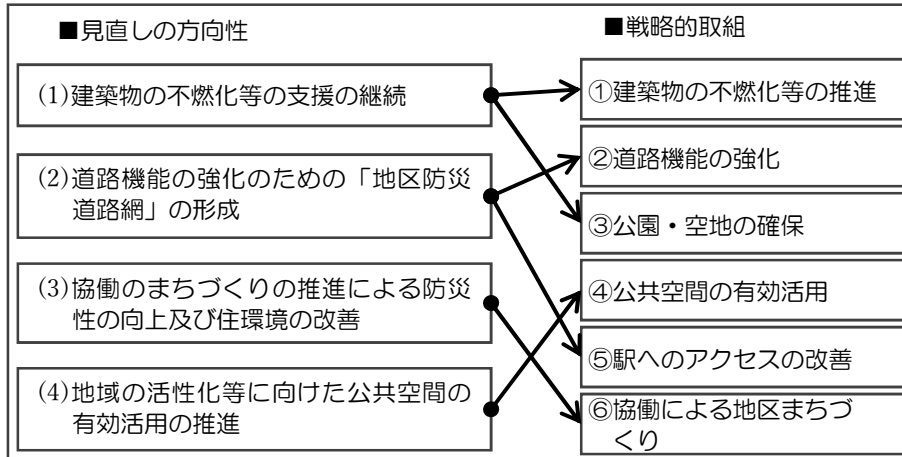 ■見直しの方向性
(1)建築物の不燃化等の支援の継続
(2)道路機能の強化のための「地区防災
道路網」の形成
(3)協働のまちづくりの推進による防災
性の向上及び住環境の改善
(4)地域の活性化等に向けた公共空間の
有効活用の推進
■戦略的取組
①建築物の不燃化等の推進
②道路機能の強化
③公園・空地の確保
④公共空間の有効活用
⑤駅へのアクセスの改善
⑥協働による地区まちづ
くり